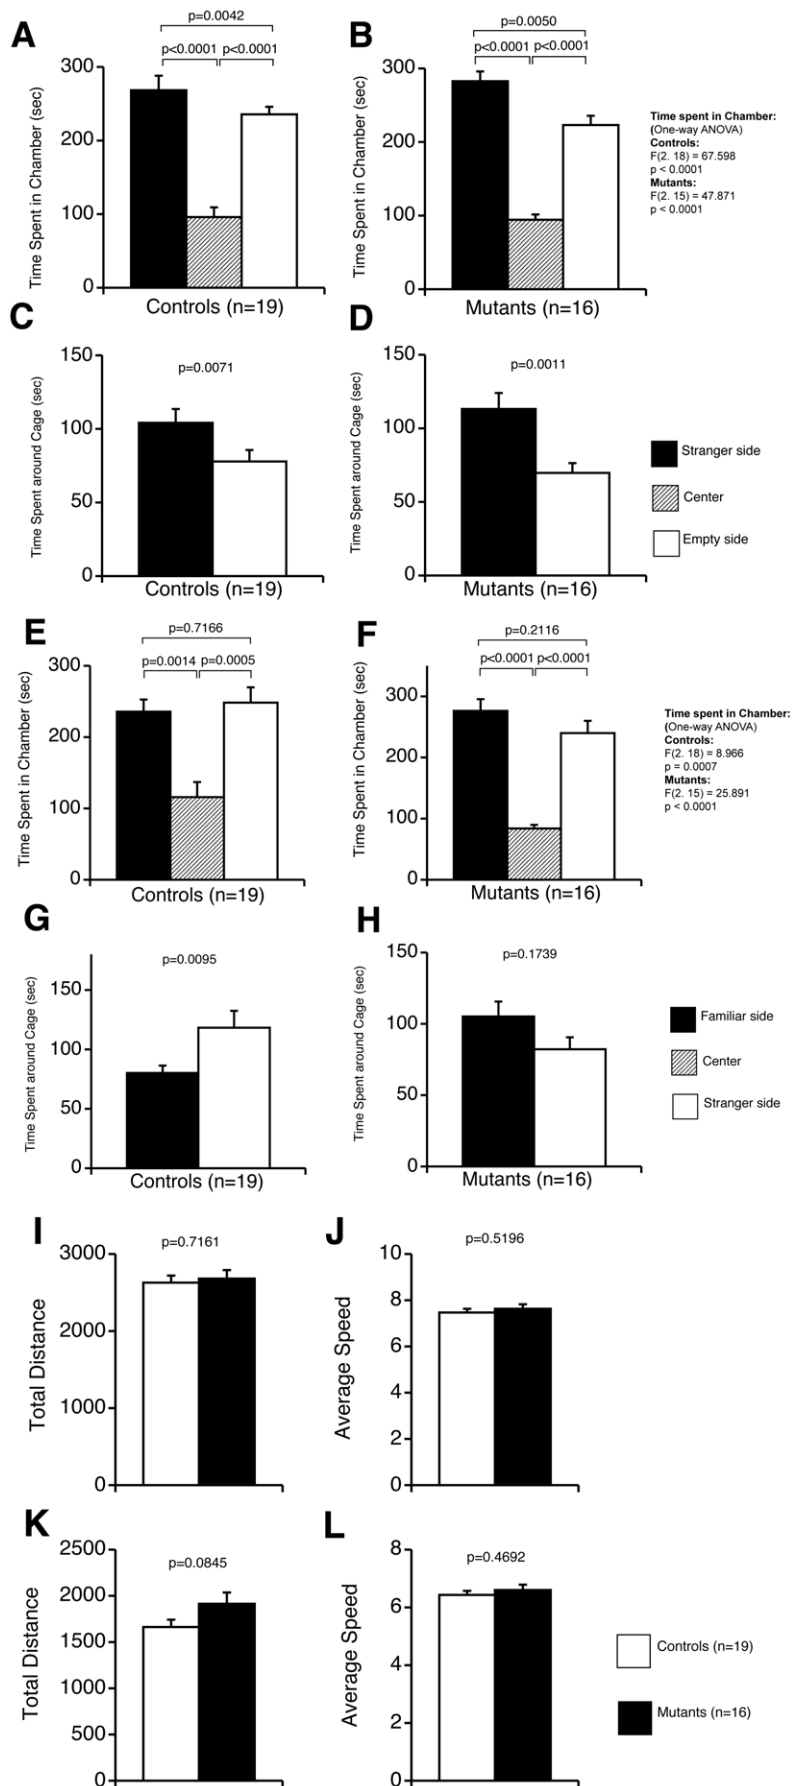 A
p=0.0042
p<0.0001 p<0.0001
Time Spent in Chamber (sec)
300
200
100
0
Controls (n=19)
B
p=0.0050
p<0.0001 p<0.0001
Time Spent in Chamber (sec)
300
200
100
0
Mutants (n=16)
Time spent in Chamber:
(One-way ANOVA)
Controls:
F(2. 18) = 67.598
p < 0.0001
Mutants:
F(2. 15) = 47.871
p < 0.0001
C
p=0.0071
Time Spent around Cage (sec)
150
100
50
0
Controls (n=19)
D
p=0.0011
Time Spent around Cage (sec)
150
100
50
0
Mutants (n=16)
Stranger side
Center
Empty side
E
p=0.7166
p=0.0014 p=0.0005
Time Spent in Chamber (sec)
300
200
100
0
Controls (n=19)
F
p=0.2116
p<0.0001 p<0.0001
Time Spent in Chamber (sec)
300
200
100
0
Mutants (n=16)
Time spent in Chamber:
(One-way ANOVA)
Controls:
F(2. 18) = 8.966
p = 0.0007
Mutants:
F(2. 15) = 25.891
p < 0.0001
G
p=0.0095
Time Spent around Cage (sec)
150
100
50
0
Controls (n=19)
H
p=0.1739
Time Spent around Cage (sec)
150
100
50
0
Mutants (n=16)
Familiar side
Center
Stranger side
I
p=0.7161
Total Distance
3000
2000
1000
0
J
p=0.5196
Average Speed
10
8
6
4
2
0
K
p=0.0845
Total Distance
2500
2000
1500
1000
500
0
L
p=0.4692
Average Speed
8
6
4
2
0
Controls (n=19)
Mutants (n=16)